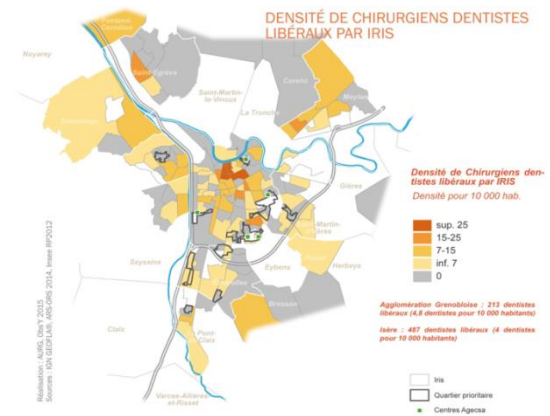 DENSITÉ DE CHIRURGIENS DENTISTES
LIBÉRAUX PAR IRIS
Noyarey
Saint-Égrève
Saint-Martin-
le-Vinoux
La Tronche
Corenc
Meylan
Gières
Seyssins
Eybens
Herbeys
Bresson
Claix
Pont-
Claix
Varces-Allières-
et-Risset
Densité de Chirurgiens den-
tistes libéraux par IRIS
Densité pour 10 000 hab.
sup. 25
15-25
7-15
inf. 7
0
Agglomération Grenobloise : 213 dentistes
libéraux (4,8 dentistes pour 10 000
habitants)
Isère : 487 dentistes libéraux (4 dentistes
pour 10 000 habitants)
Iris
Quartier prioritaire
Centres Agecsa
Réalisation : AURG, Obs'Y 2015
Sources : IGN GEOFLA®, ARS-ORS 2014, Insee RP2012